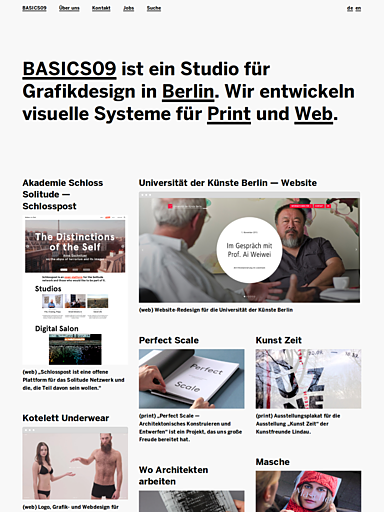 BASICS09 Über uns Kontakt Jobs Suche de en
BASICS09 ist ein Studio für
Grafikdesign in Berlin. Wir entwickeln
visuelle Systeme für Print und Web.
Akademie Schloss
Solitude —
Schlosspost
The Distinctions
of the Self
Studios
Digital Salon
(web) „Schlosspost ist eine offene
Plattform für das Solitude Netzwerk und
die, die Teil davon sein wollen.“
Kotelett Underwear
(web) Logo, Grafik- und Webdesign für
Universität der Künste Berlin — Website
Im Gespräch mit
Prof. Ai Weiwei
(web) Website-Redesign für die Universität der Künste Berlin
Perfect Scale
Perfect
Scale
(print) „Perfect Scale —
Architektonisches Konstruieren und
Entwerfen“ ist ein Projekt, das uns große
Freude bereitet hat.
Wo Architekten
arbeiten
Kunst Zeit
(print) Ausstellungsplakat für die
Ausstellung „Kunst Zeit“ der
Kunstfreunde Lindau.
Masche